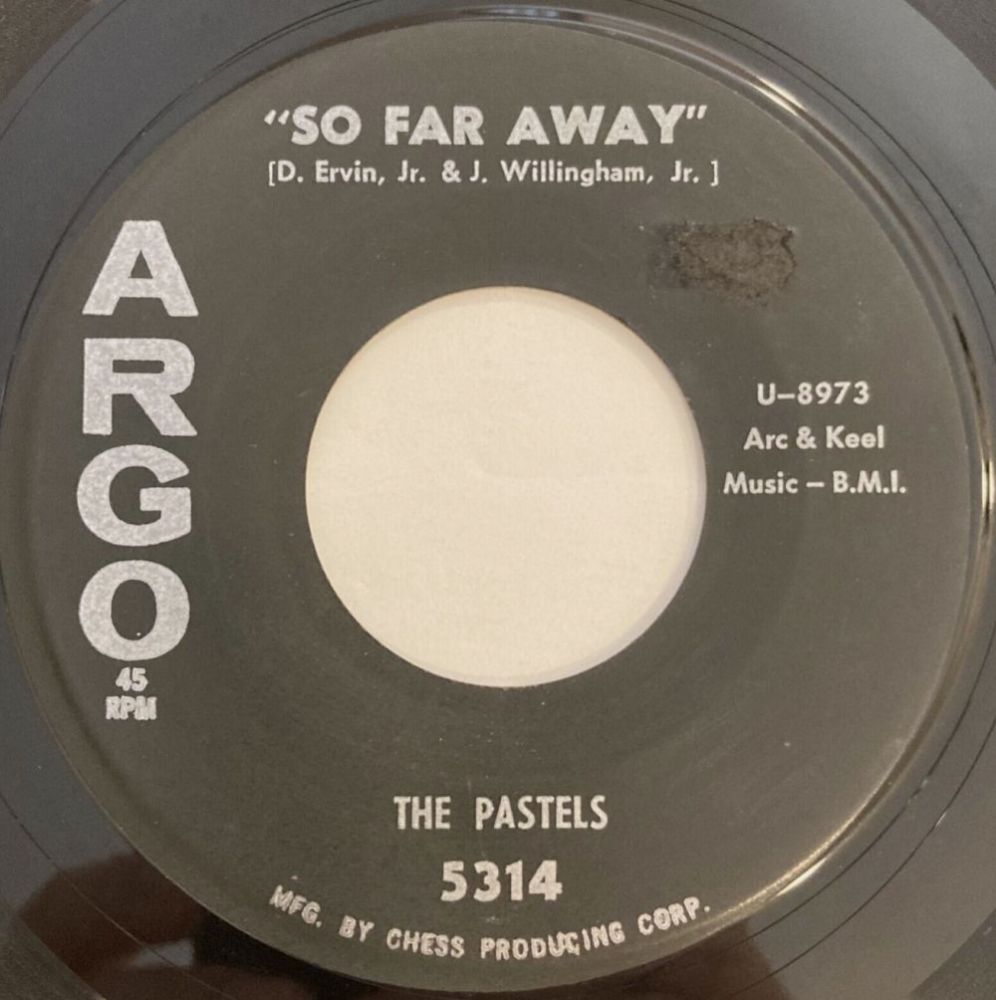 “SO FAR AWAY”
[D. Ervin, Jr. & J. Willingham, Jr. ]
ARGO
45
RPM
U–8973
Arc & Keel
Music – B.M.I.
THE PASTELS
5314
MFG. BY CHESS PRODUCING CORP.